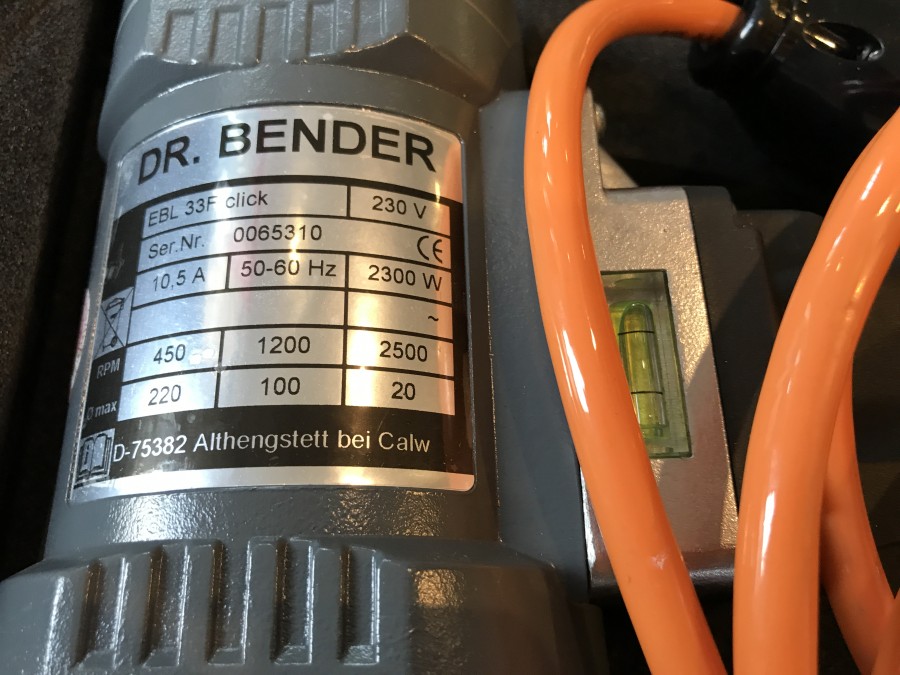 DR. BENDER
EBL 33F click 230 V
Ser.Nr. 0065310 CE
10,5 A 50-60 Hz 2300 W
~
RPM 450 1200 2500
Ø max 220 100 20
D-75382 Althengstett bei Calw